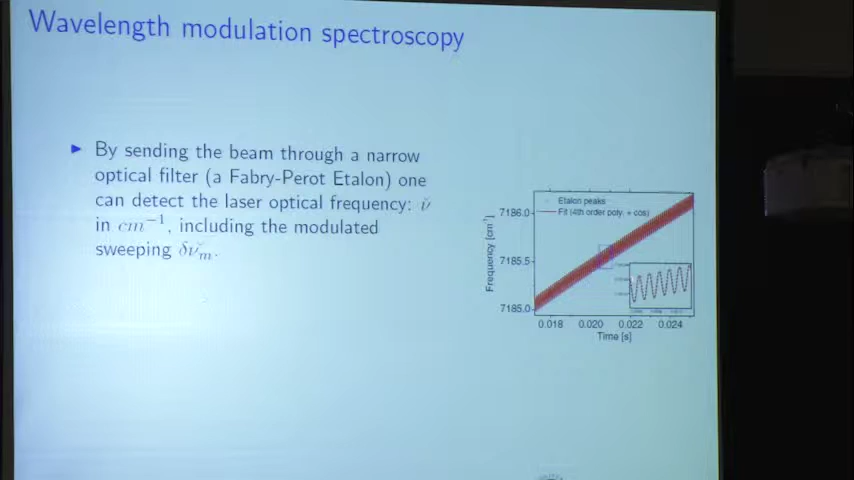 Wavelength modulation spectroscopy
► By sending the beam through a narrow
optical filter (a Fabry-Perot Etalon) one
can detect the laser optical frequency: ν̆
in cm⁻¹, including the modulated
sweeping δν̆ₘ.
Etalon peaks
Fit (4th order poly. + cos)
Frequency [cm⁻¹]
7186.0
7185.5
7185.0
0.018 0.020 0.022 0.024
Time [s]